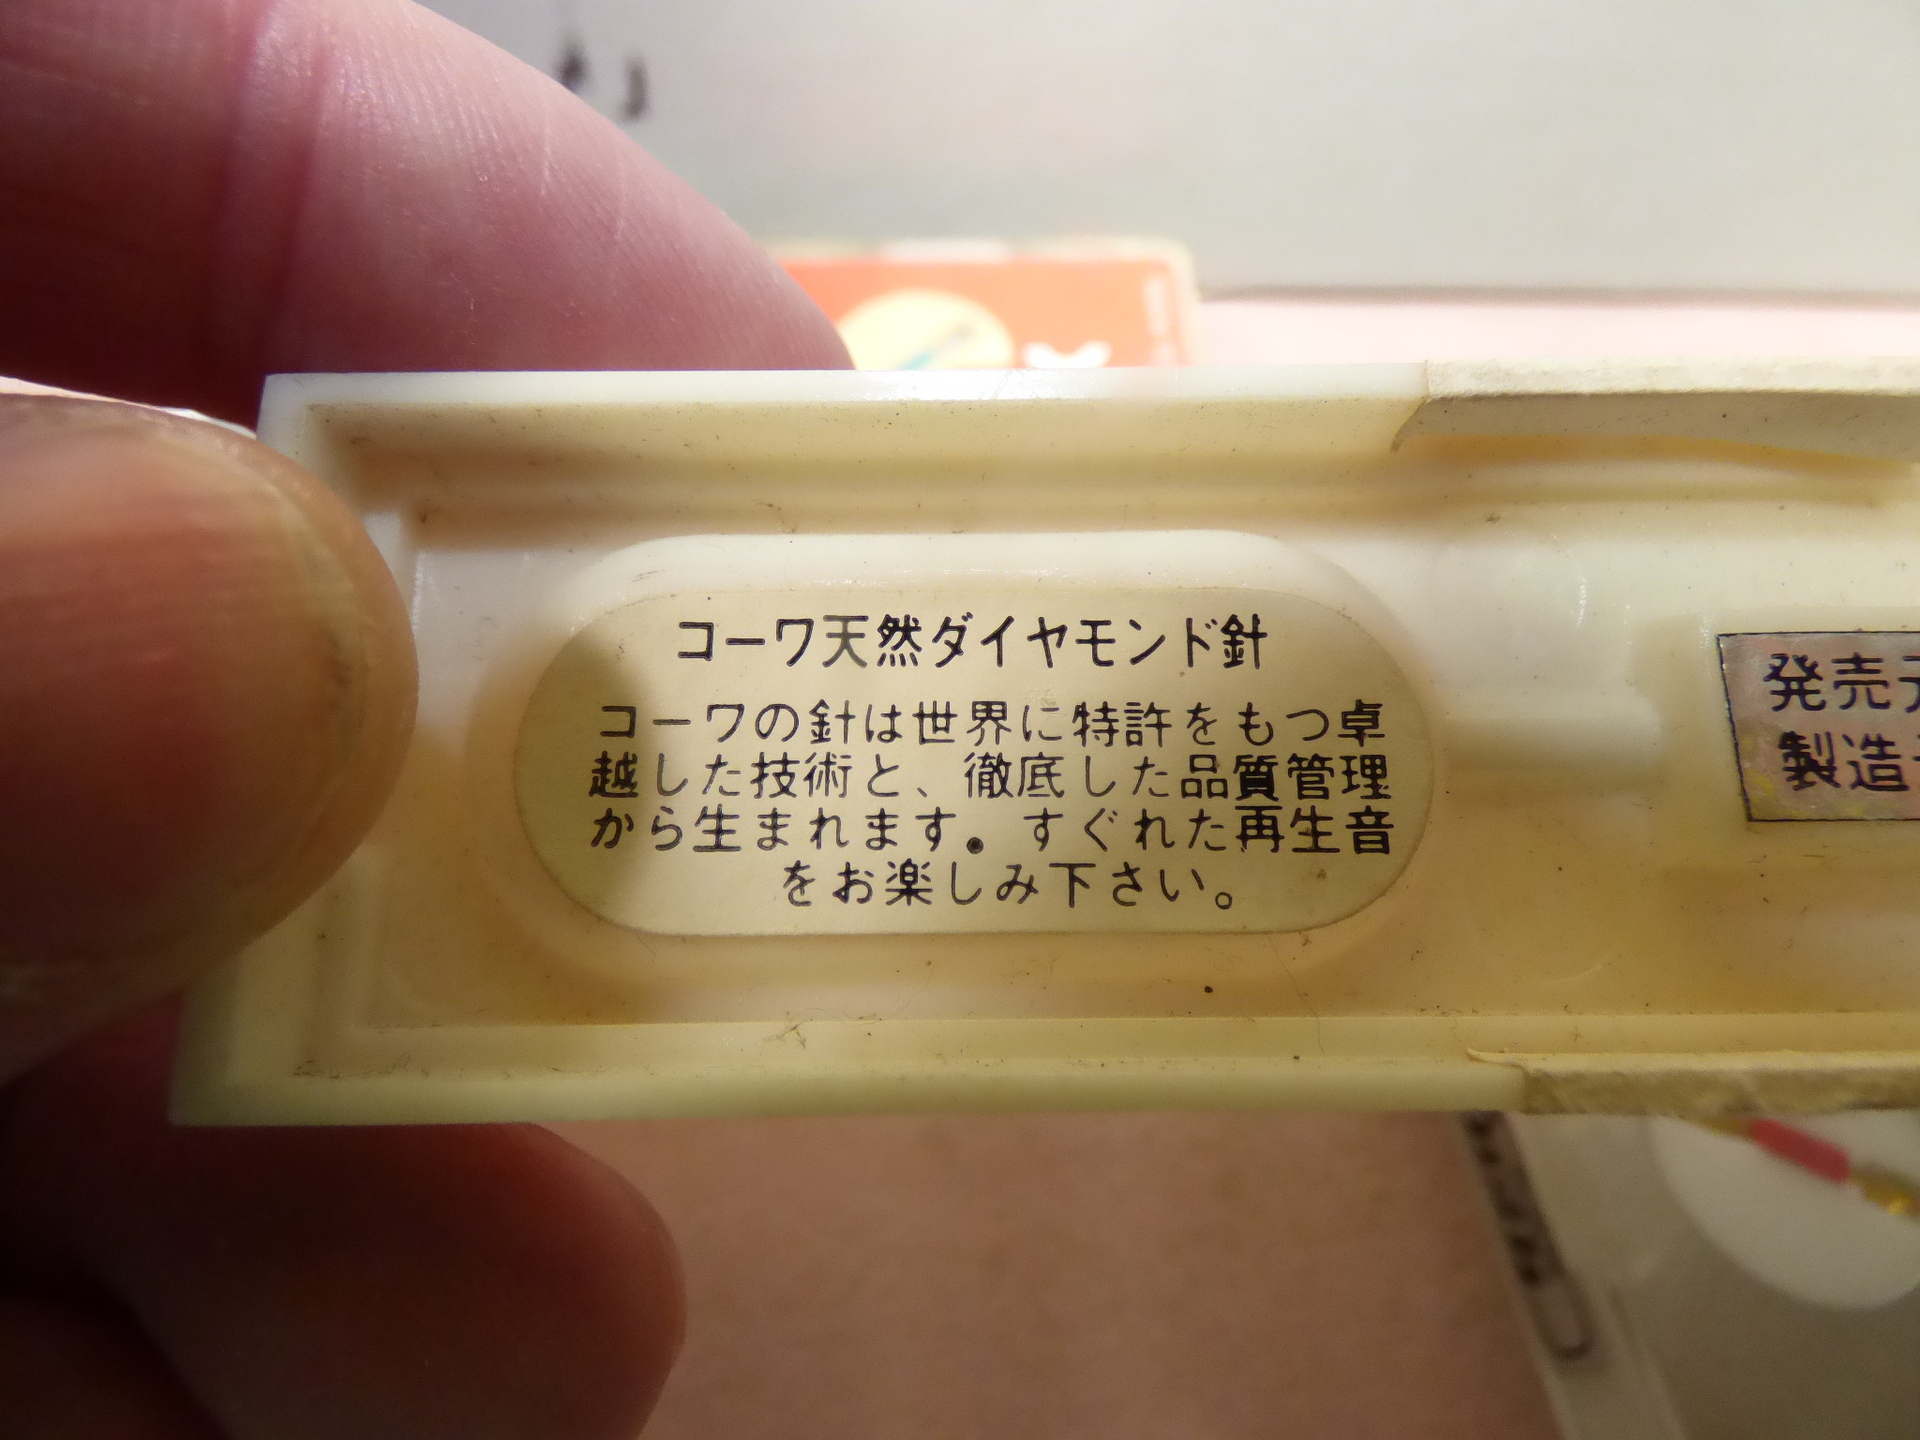 コーワ天然ダイヤモンド針
コーワの針は世界に特許をもつ卓
越した技術と、徹底した品質管理
から生まれます。すぐれた再生音
をお楽しみ下さい。
発売元
製造